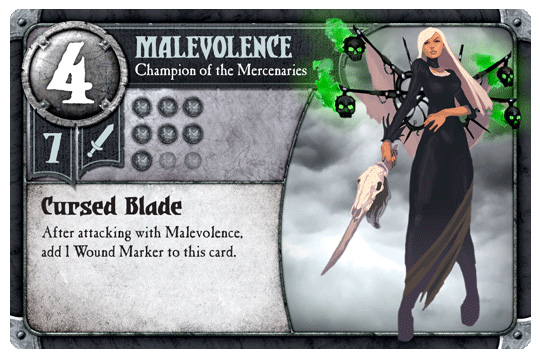 4
MALEVOLENCE
Champion of the Mercenaries
7
Cursed Blade
After attacking with Malevolence,
add 1 Wound Marker to this card.